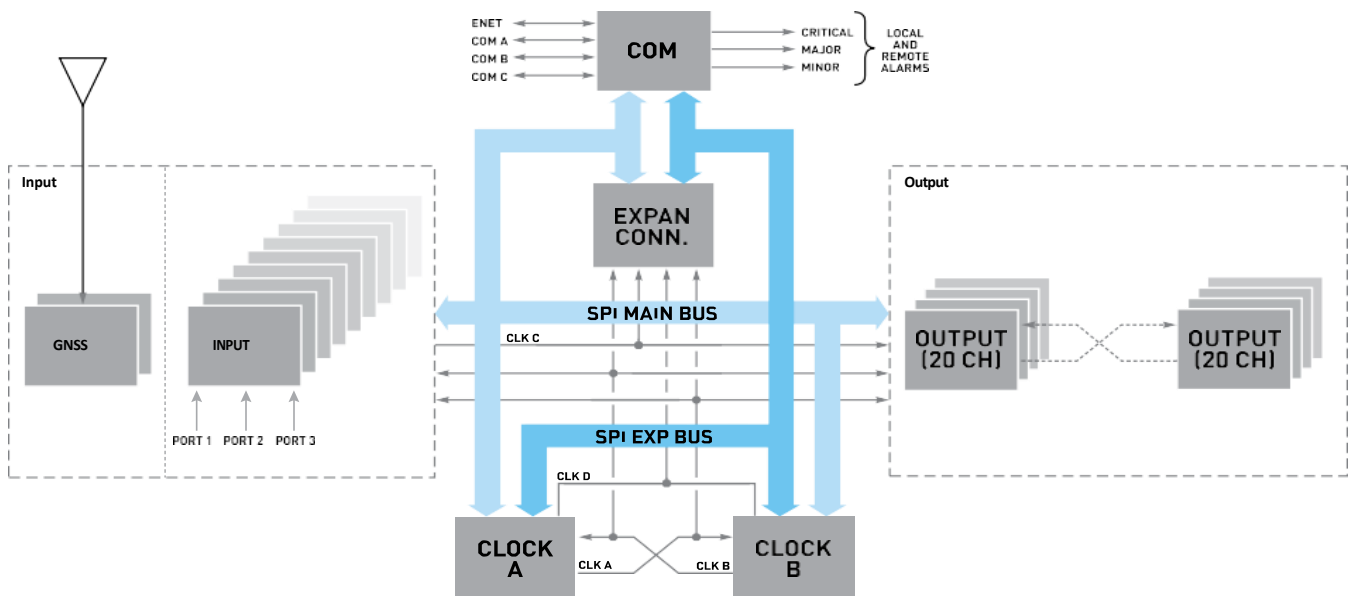 ENET
COM A
COM B
COM C
COM
CRITICAL
MAJOR
MINOR
LOCAL
AND
REMOTE
ALARMS
Input
Output
EXPAN
CONN.
SPI MAIN BUS
GNSS
INPUT
CLK C
OUTPUT
(20 CH)
OUTPUT
(20 CH)
PORT 1
PORT 2
PORT 3
SPI EXP BUS
CLK D
CLOCK
A
CLK A
CLK B
CLOCK
B